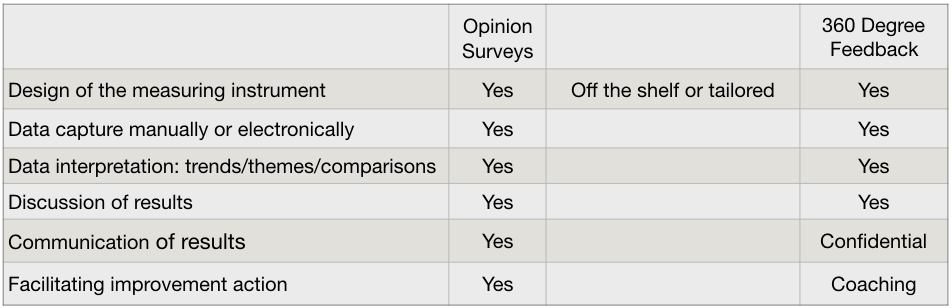 Opinion Surveys 360 Degree Feedback
Design of the measuring instrument Yes Off the shelf or tailored Yes
Data capture manually or electronically Yes Yes
Data interpretation: trends/themes/comparisons Yes Yes
Discussion of results Yes Yes
Communication of results Yes Confidential
Facilitating improvement action Yes Coaching